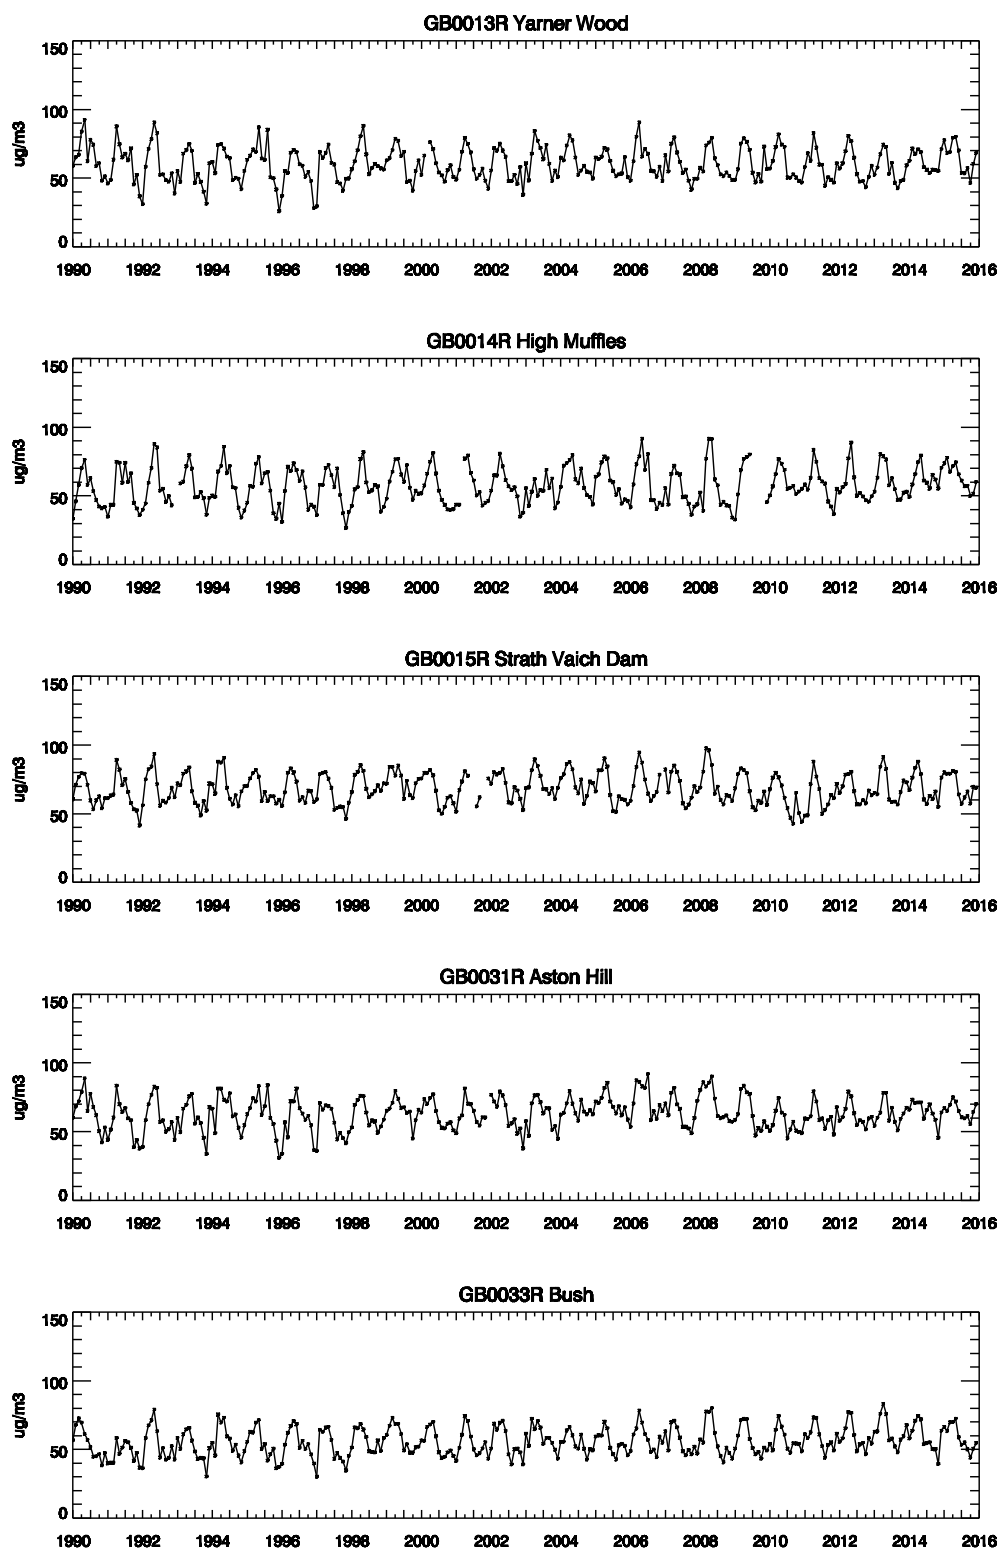 GB0013R Yarner Wood
150
100
50
0
ug/m3
1990 1992 1994 1996 1998 2000 2002 2004 2006 2008 2010 2012 2014 2016
GB0014R High Muffles
150
100
50
0
ug/m3
1990 1992 1994 1996 1998 2000 2002 2004 2006 2008 2010 2012 2014 2016
GB0015R Strath Vaich Dam
150
100
50
0
ug/m3
1990 1992 1994 1996 1998 2000 2002 2004 2006 2008 2010 2012 2014 2016
GB0031R Aston Hill
150
100
50
0
ug/m3
1990 1992 1994 1996 1998 2000 2002 2004 2006 2008 2010 2012 2014 2016
GB0033R Bush
150
100
50
0
ug/m3
1990 1992 1994 1996 1998 2000 2002 2004 2006 2008 2010 2012 2014 2016